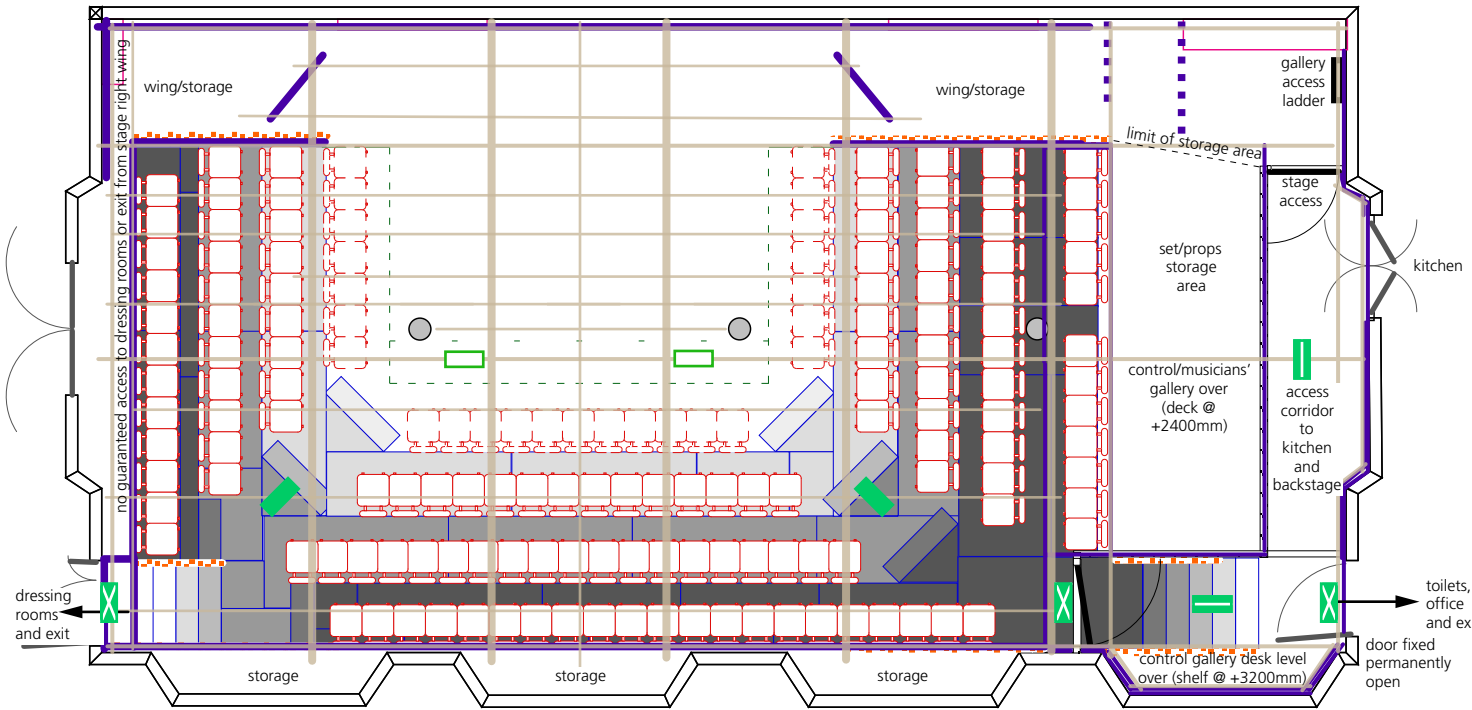 wing/storage
wing/storage
gallery
access
ladder
limit of storage area
stage
access
no guaranteed access to dressing rooms or exit from stage right wing
set/props
storage
area
kitchen
control/musicians'
gallery over
(deck @
+2400mm)
access
corridor
to
kitchen
and
backstage
dressing
rooms
and exit
toilets,
office
and ex
door fixed
permanently
open
control gallery desk level
over (shelf @ +3200mm)
storage
storage
storage